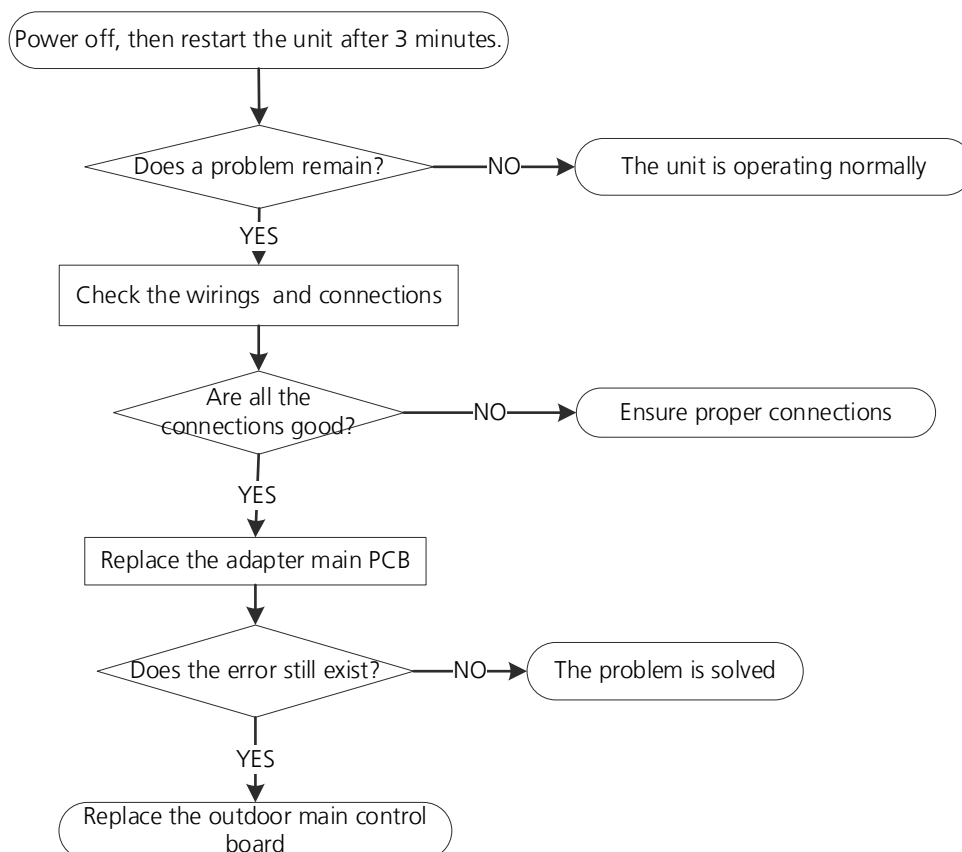 Power off, then restart the unit after 3 minutes.
Does a problem remain?
NO
The unit is operating normally
YES
Check the wirings  and connections
Are all the
connections good?
NO
Ensure proper connections
YES
Replace the adapter main PCB
Does the error still exist?
NO
The problem is solved
YES
Replace the outdoor main control
board